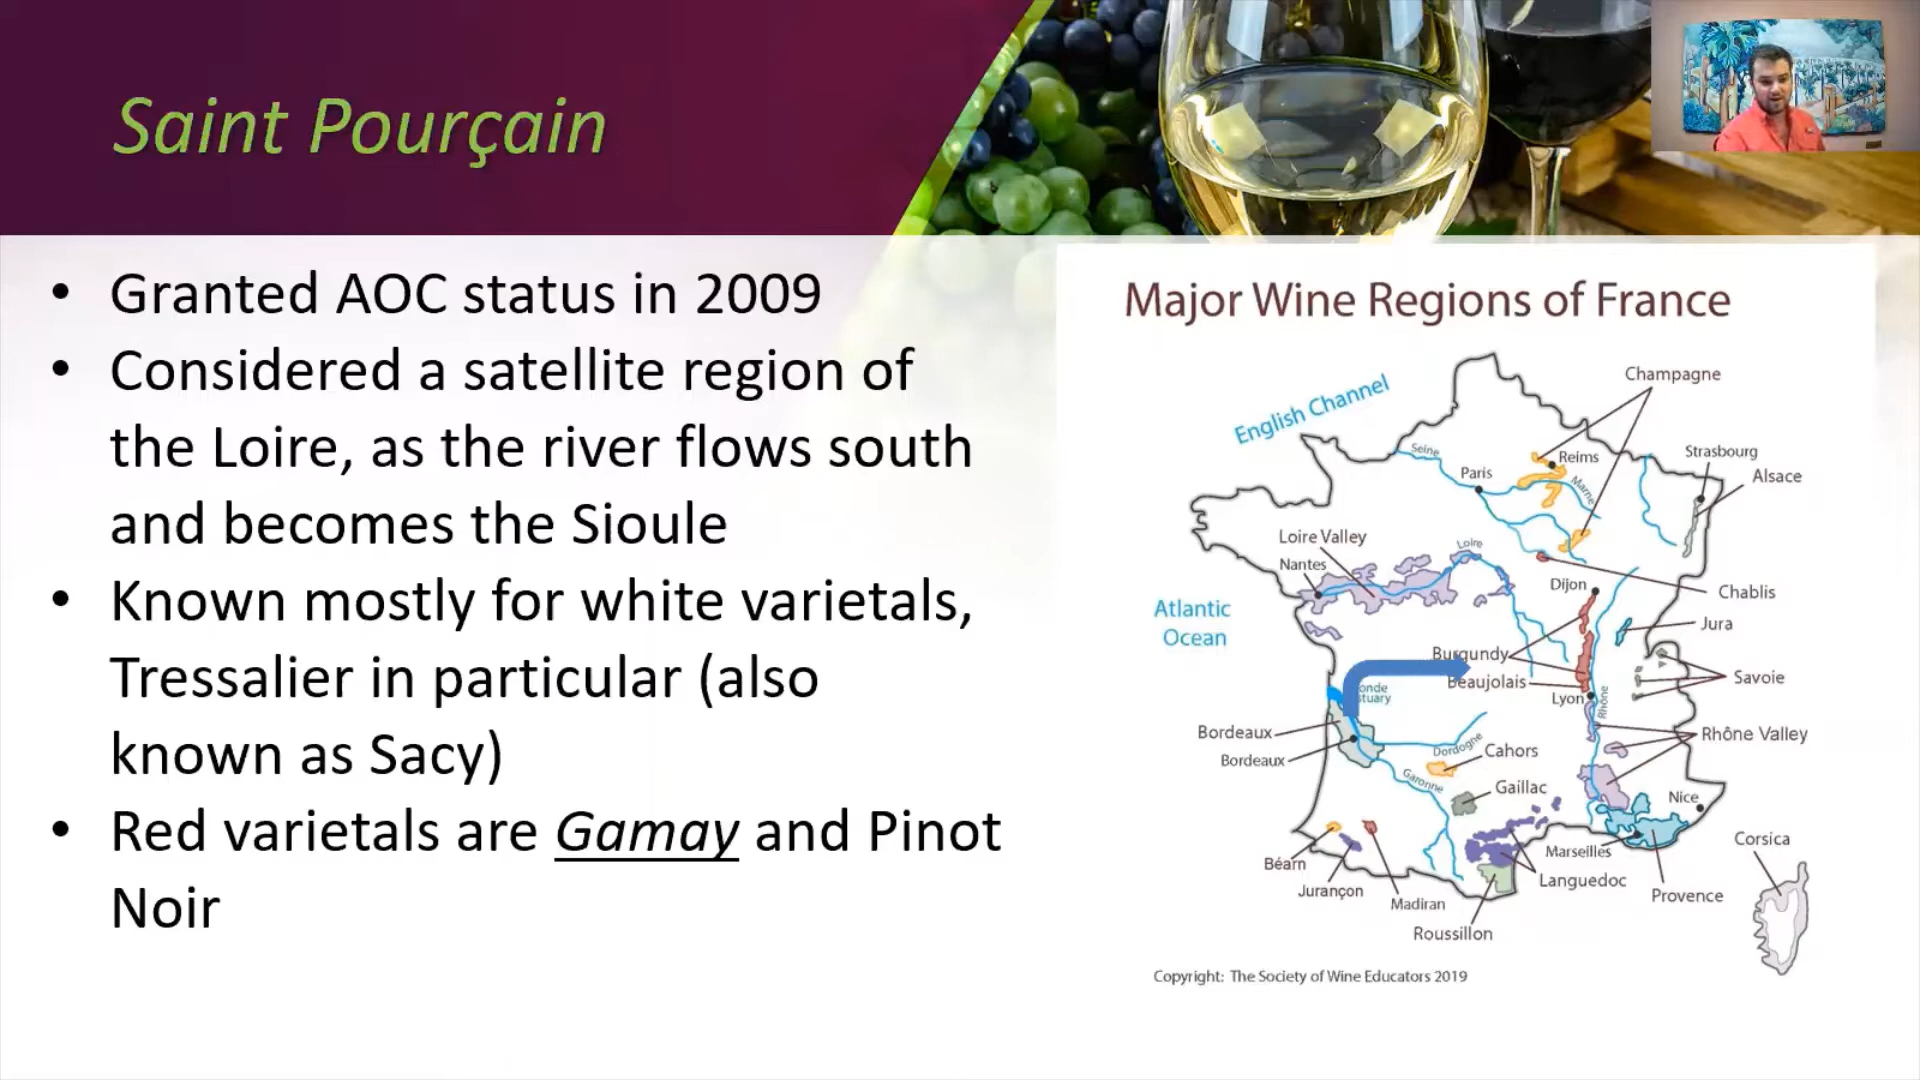 Saint Pourçain
• Granted AOC status in 2009
• Considered a satellite region of
the Loire, as the river flows south
and becomes the Sioule
• Known mostly for white varietals,
Tressalier in particular (also
known as Sacy)
• Red varietals are Gamay and Pinot
Noir
Major Wine Regions of France
English Channel
Champagne
Seine
Paris
Reims
Marne
Strasbourg
Alsace
Loire Valley
Nantes
Loire
Dijon
Chablis
Atlantic
Ocean
Jura
Burgundy
Beaujolais
Lyon
Rhône
Savoie
onde
stuary
Bordeaux
Bordeaux
Dordogne
Cahors
Rhône Valley
Garonne
Gaillac
Nice
Marseilles
Corsica
Béarn
Jurançon
Madiran
Languedoc
Provence
Roussillon
Copyright: The Society of Wine Educators 2019